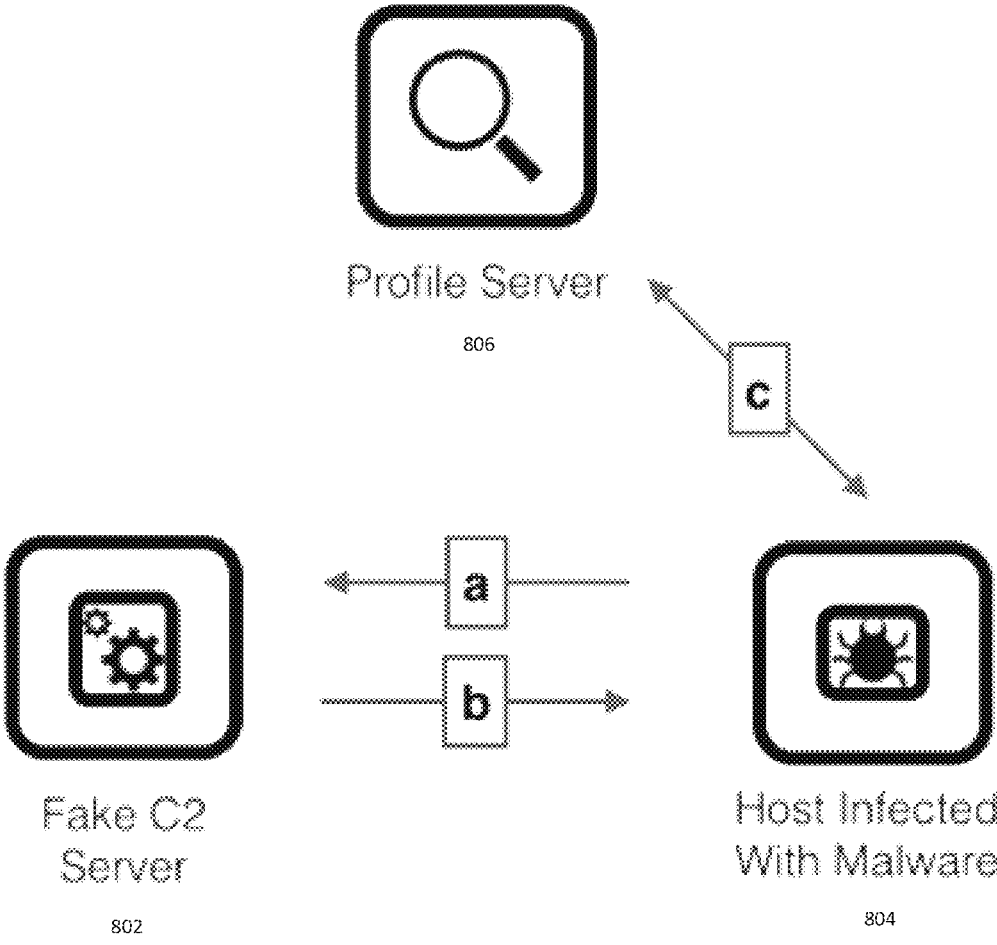 Profile Server
806
c
a
b
Fake C2
Server
802
Host Infected
With Malware
804